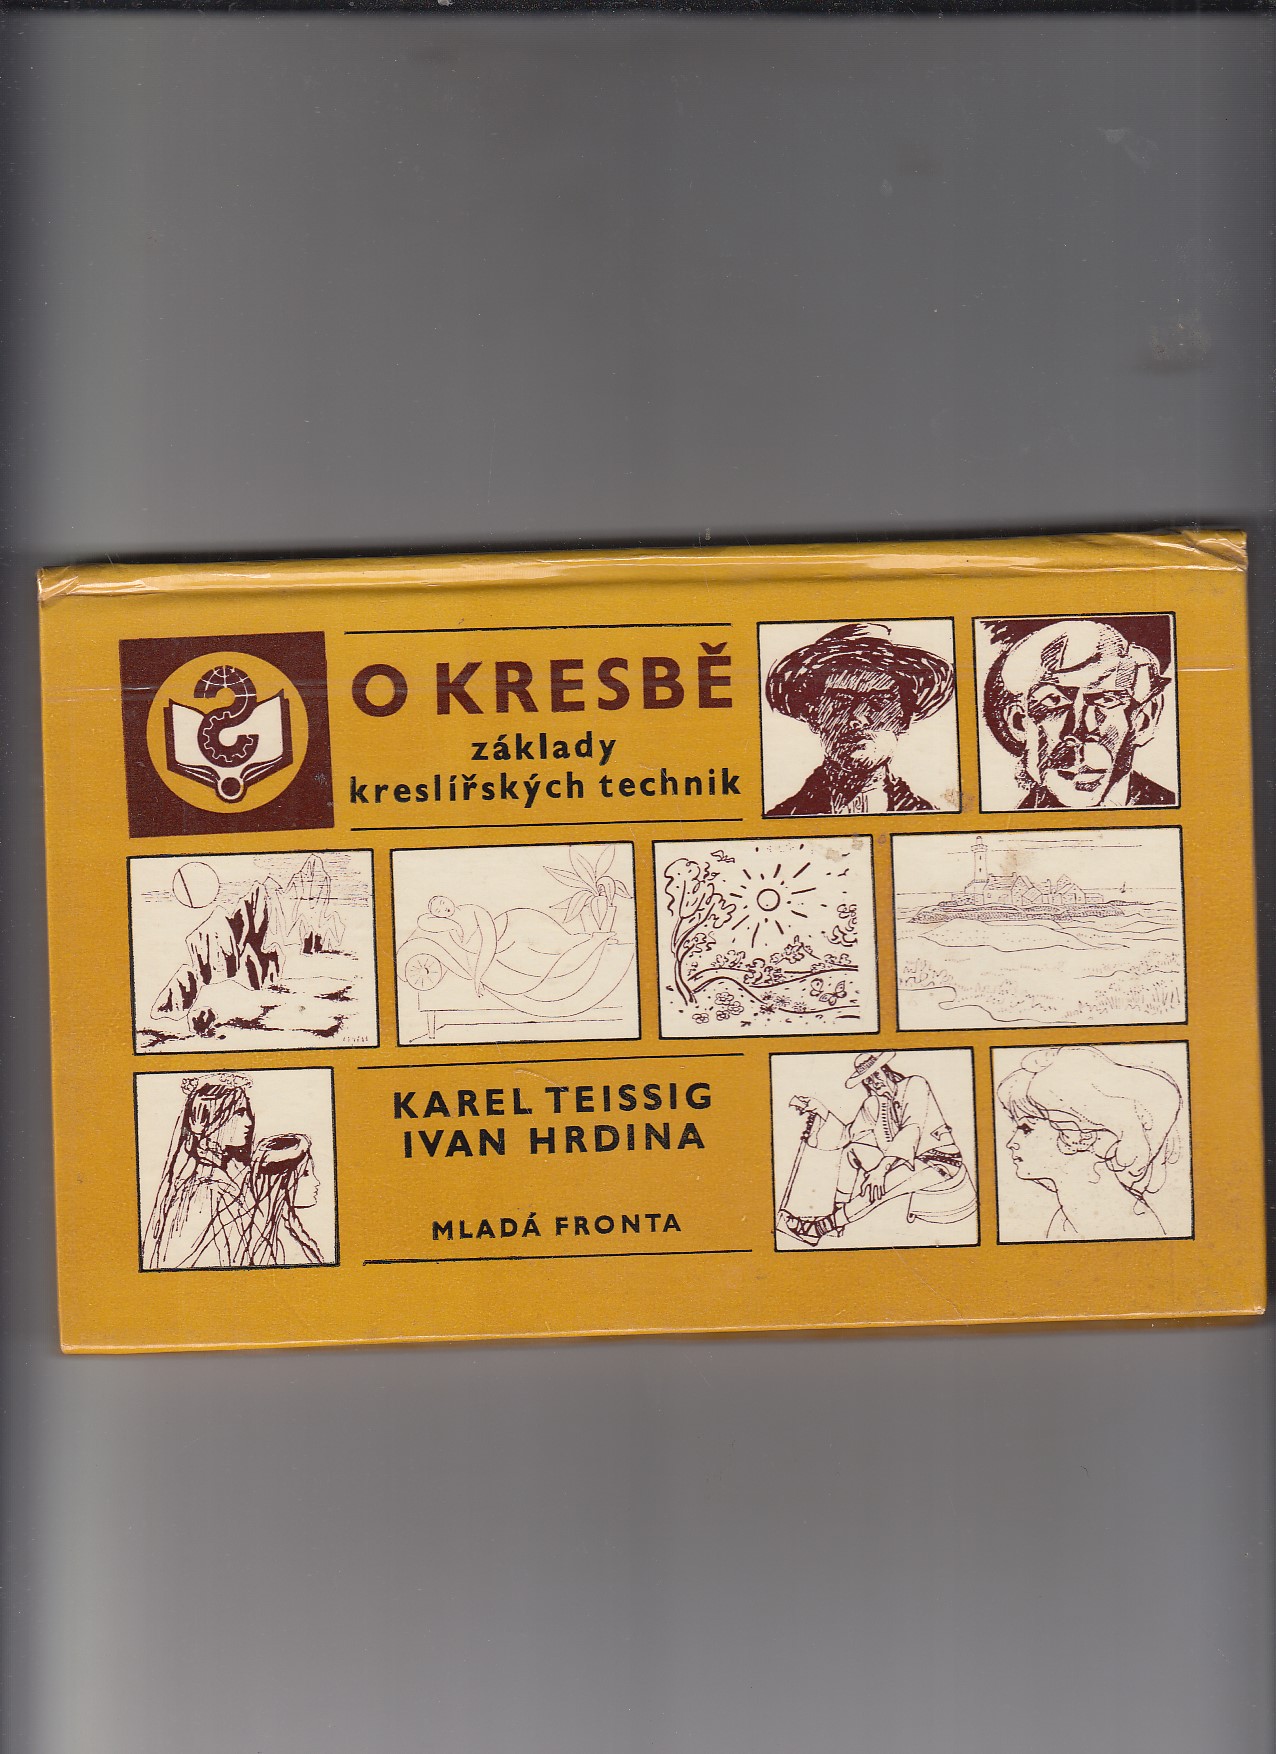 O KRESBĚ
základy
kreslířských technik
KAREL TEISSIG
IVAN HRDINA
MLADÁ FRONTA